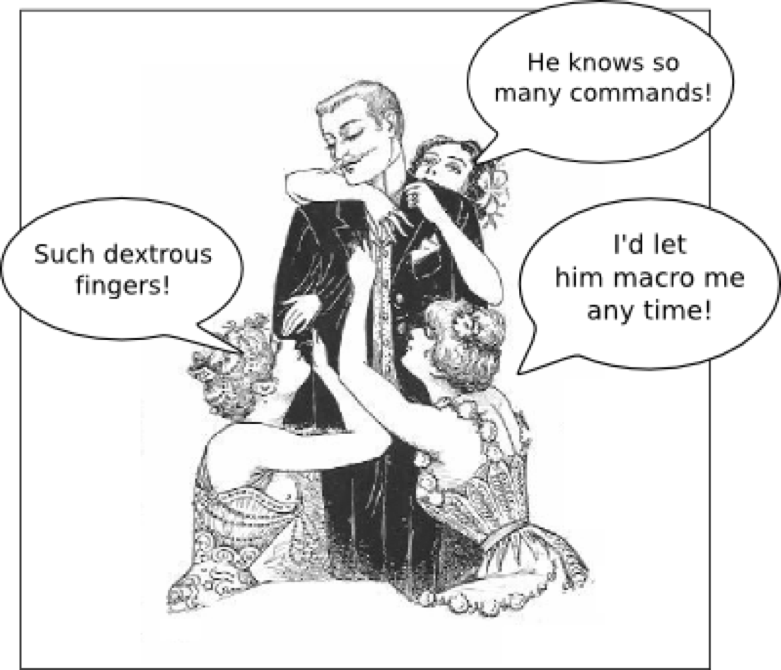 He knows so
many commands!
Such dextrous
fingers!
I'd let
him macro me
any time!